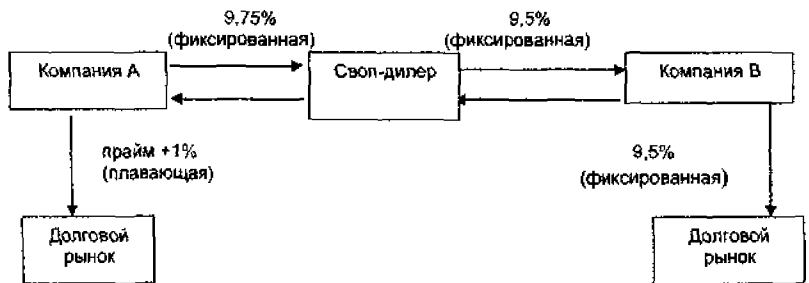 9,75%
(фиксированная)
9,5%
(фиксированная)
Компания А
Своп-дилер
Компания В
прайм +1%
(плавающая)
9,5%
(фиксированная)
Долговой
рынок
Долговой
рынок